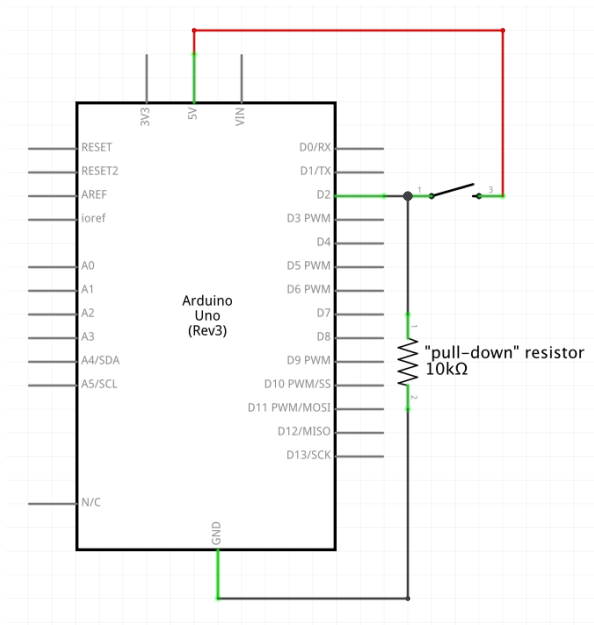 3V3
5V
VIN
RESET
D0/RX
RESET2
D1/TX
AREF
D2
1
3
ioref
D3 PWM
D4
A0
D5 PWM
A1
D6 PWM
Arduino
Uno
(Rev3)
A2
D7
1
A3
D8
"pull-down" resistor
10kΩ
A4/SDA
D9 PWM
A5/SCL
D10 PWM/SS
2
D11 PWM/MOSI
D12/MISO
D13/SCK
N/C
GND